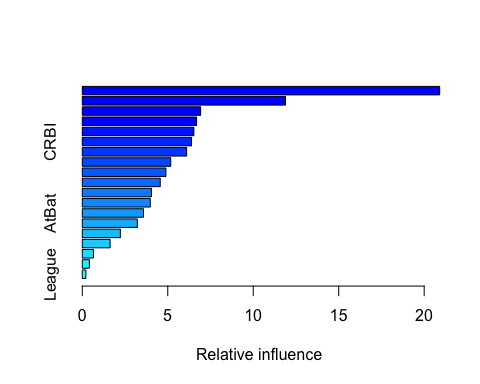 CRBI
AtBat
League
0 5 10 15 20
Relative influence